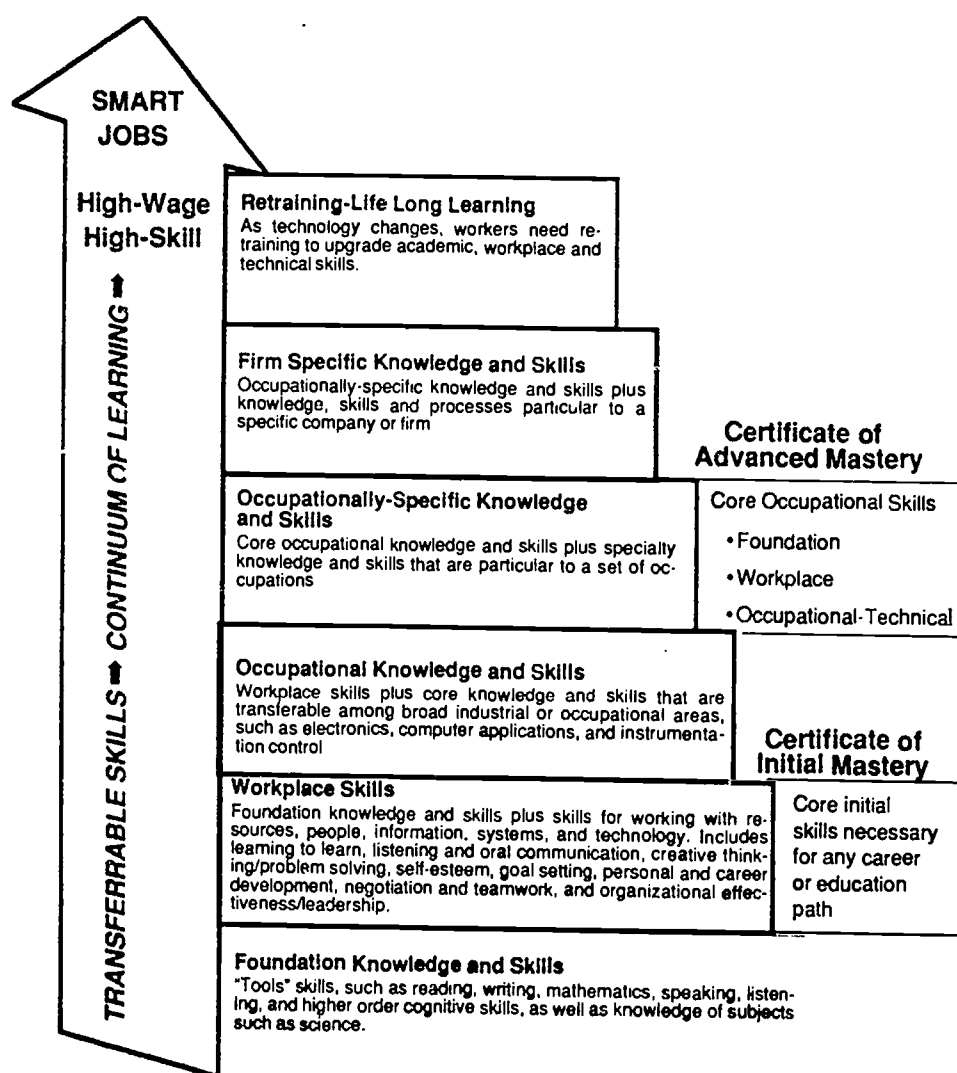 SMART
JOBS
High-Wage
High-Skill
TRANSFERRABLE SKILLS ➡ CONTINUUM OF LEARNING ➡
Retraining-Life Long Learning
As technology changes, workers need re-
training to upgrade academic, workplace and
technical skills.
Firm Specific Knowledge and Skills
Occupationally-specific knowledge and skills plus
knowledge, skills and processes particular to a
specific company or firm
Certificate of
Advanced Mastery
Occupationally-Specific Knowledge
and Skills
Core occupational knowledge and skills plus specialty
knowledge and skills that are particular to a set of oc-
cupations
Core Occupational Skills
•Foundation
•Workplace
•Occupational-Technical
Occupational Knowledge and Skills
Workplace skills plus core knowledge and skills that are
transferable among broad industrial or occupational areas,
such as electronics, computer applications, and instrumenta-
tion control
Certificate of
Initial Mastery
Workplace Skills
Foundation knowledge and skills plus skills for working with re-
sources, people, information, systems, and technology. Includes
learning to learn, listening and oral communication, creative think-
ing/problem solving, self-esteem, goal setting, personal and career
development, negotiation and teamwork, and organizational effec-
tiveness/leadership.
Core initial
skills necessary
for any career
or education
path
Foundation Knowledge and Skills
"Tools" skills, such as reading, writing, mathematics, speaking, listen-
ing, and higher order cognitive skills, as well as knowledge of subjects
such as science.